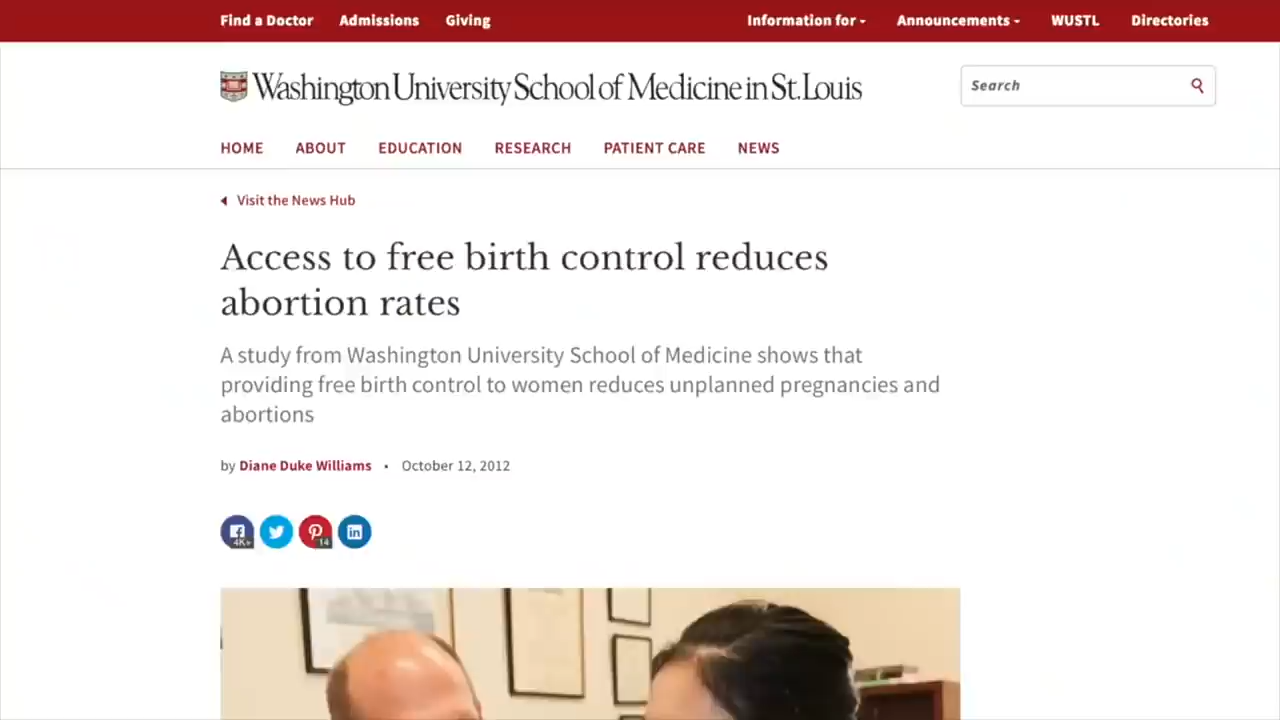 Find a Doctor Admissions Giving Information for Announcements WUSTL Directories
Washington University School of Medicine in St. Louis
Search
HOME ABOUT EDUCATION RESEARCH PATIENT CARE NEWS
Visit the News Hub
Access to free birth control reduces
abortion rates
A study from Washington University School of Medicine shows that
providing free birth control to women reduces unplanned pregnancies and
abortions
by Diane Duke Williams • October 12, 2012
4K+ 14 in